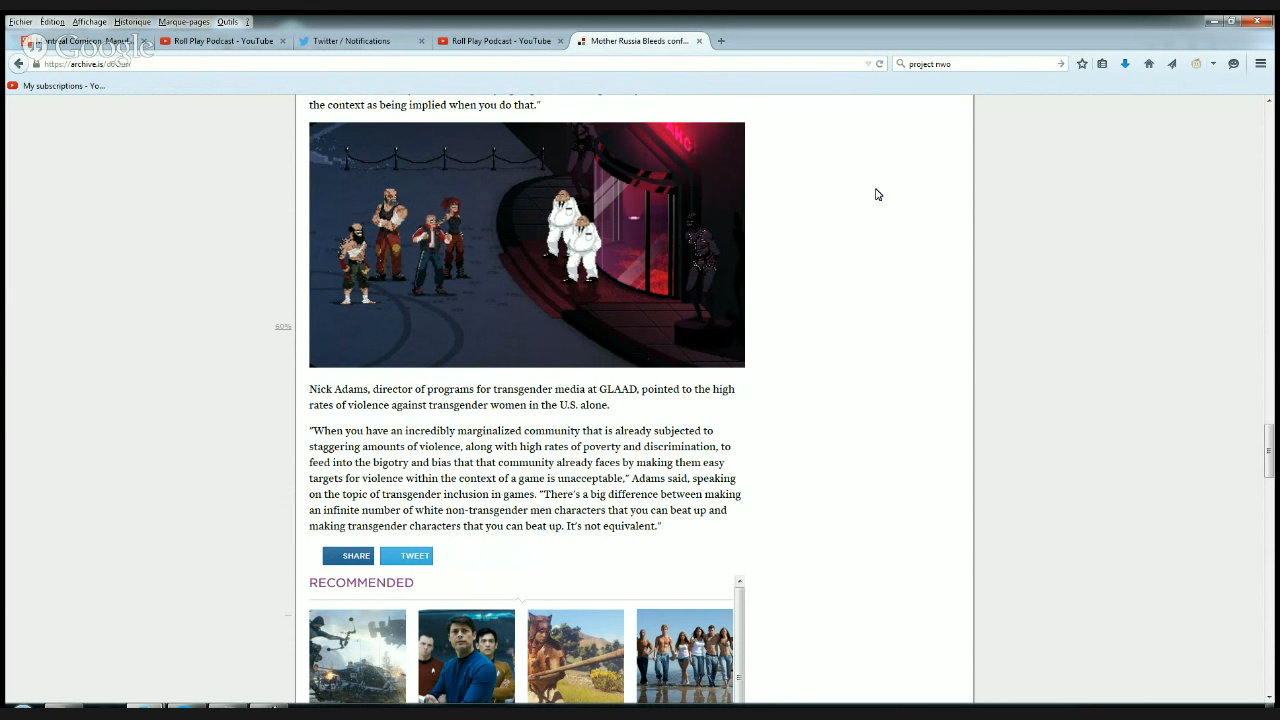 Fichier Édition Affichage Historique Marque-pages Outils ?
Google
Roll Play Podcast - YouTube
Twitter / Notifications
Roll Play Podcast - YouTube
Mother Russia Bleeds conf...
https://archive.is/
project nwo
My subscriptions - Yo...
the context as being implied when you do that."
60%
Nick Adams, director of programs for transgender media at GLAAD, pointed to the high
rates of violence against transgender women in the U.S. alone.
"When you have an incredibly marginalized community that is already subjected to
staggering amounts of violence, along with high rates of poverty and discrimination, to
feed into the bigotry and bias that that community already faces by making them easy
targets for violence within the context of a game is unacceptable," Adams said, speaking
on the topic of transgender inclusion in games. "There's a big difference between making
an infinite number of white non-transgender men characters that you can beat up and
making transgender characters that you can beat up. It's not equivalent."
SHARE TWEET
RECOMMENDED